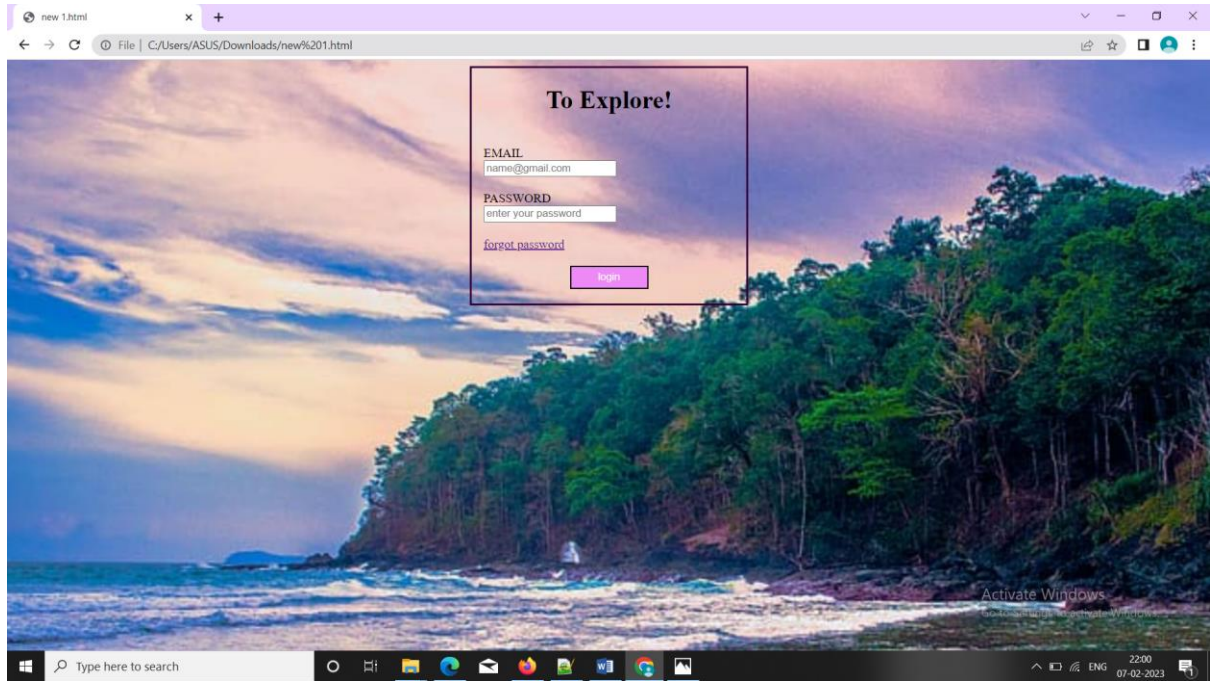 new 1.html
File | C:/Users/ASUS/Downloads/new%201.html
To Explore!
EMAIL
name@gmail.com
PASSWORD
enter your password
forgot password
login
Activate Windows
Type here to search
ENG
22:00
07-02-2023